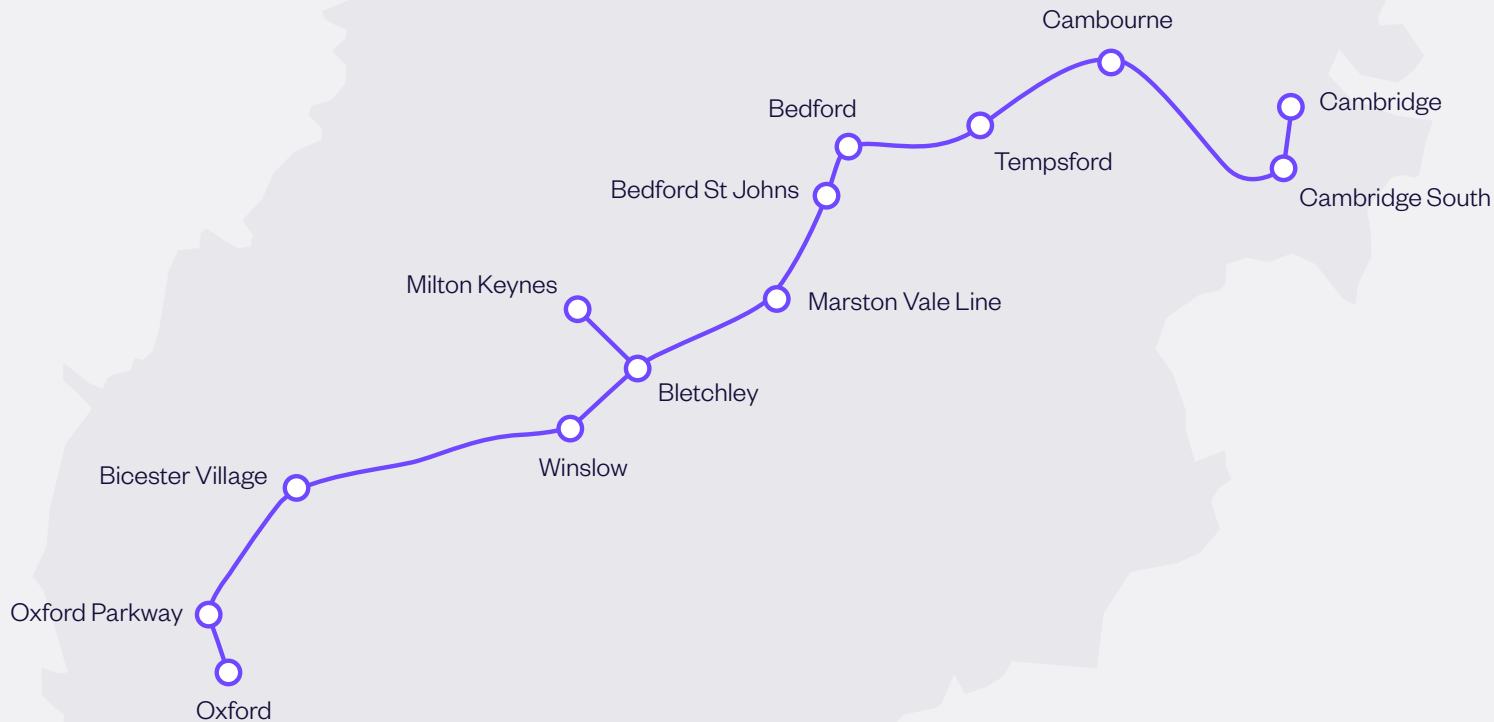 Cambourne
Cambridge
Bedford
Tempsford
Bedford St Johns
Cambridge South
Milton Keynes
Marston Vale Line
Bletchley
Winslow
Bicester Village
Oxford Parkway
Oxford